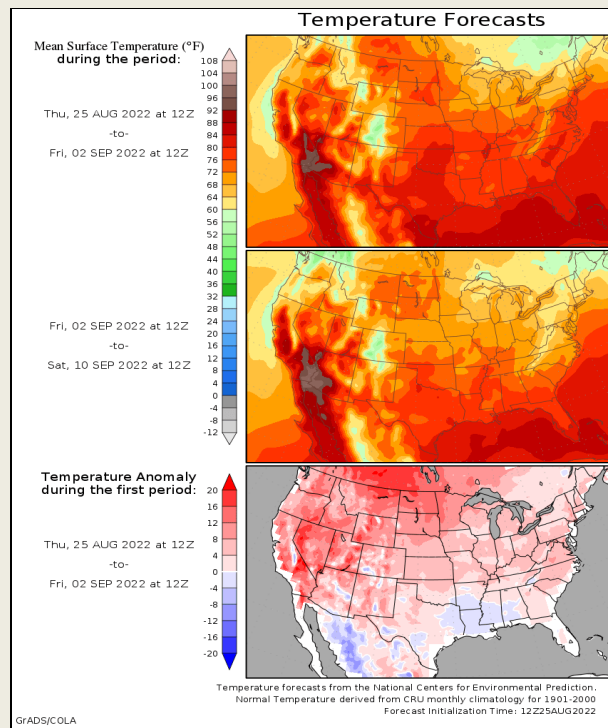 Temperature Forecasts
Mean Surface Temperature (°F)
during the period:
Thu, 25 AUG 2022 at 12Z
-to-
Fri, 02 SEP 2022 at 12Z
108
104
100
96
92
88
84
80
76
72
68
64
60
56
52
48
44
40
36
32
28
24
20
16
12
8
4
0
-4
-8
-12
Fri, 02 SEP 2022 at 12Z
-to-
Sat, 10 SEP 2022 at 12Z
Temperature Anomaly
during the first period:
Thu, 25 AUG 2022 at 12Z
-to-
Fri, 02 SEP 2022 at 12Z
20
16
12
8
4
0
-4
-8
-12
-16
-20
Temperature forecasts from the National Centers for Environmental Prediction.
Normal Temperature derived from CRU monthly climatology for 1901-2000
Forecast Initialization Time: 12Z25AUG2022
GrADS/COLA